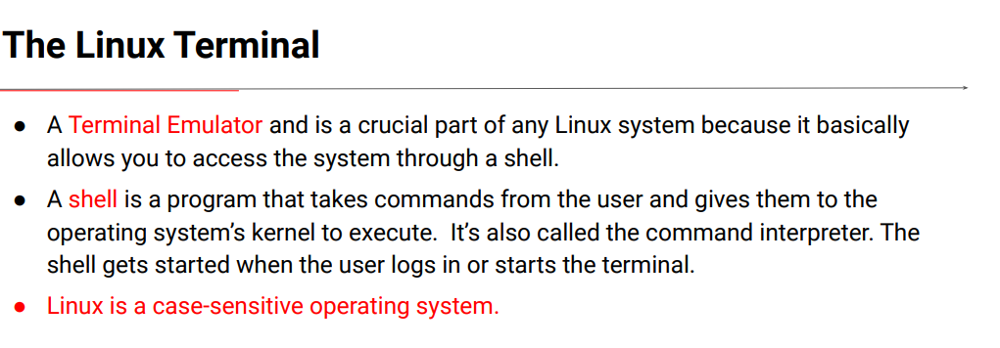 The Linux Terminal
● A Terminal Emulator and is a crucial part of any Linux system because it basically
allows you to access the system through a shell.
● A shell is a program that takes commands from the user and gives them to the
operating system’s kernel to execute.  It’s also called the command interpreter. The
shell gets started when the user logs in or starts the terminal.
● Linux is a case-sensitive operating system.